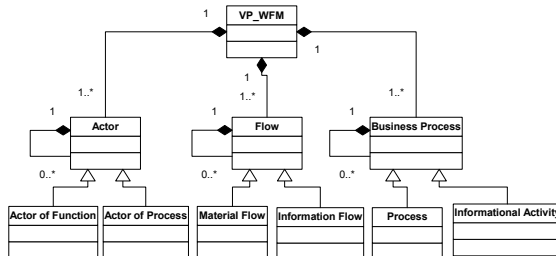 1 VP_WFM
1
1
1..* 1..* 1..*
1 Actor 1 Flow 1 Business Process
0..* 0..* 0..*
Actor of Function Actor of Process Material Flow Information Flow Process Informational Activity